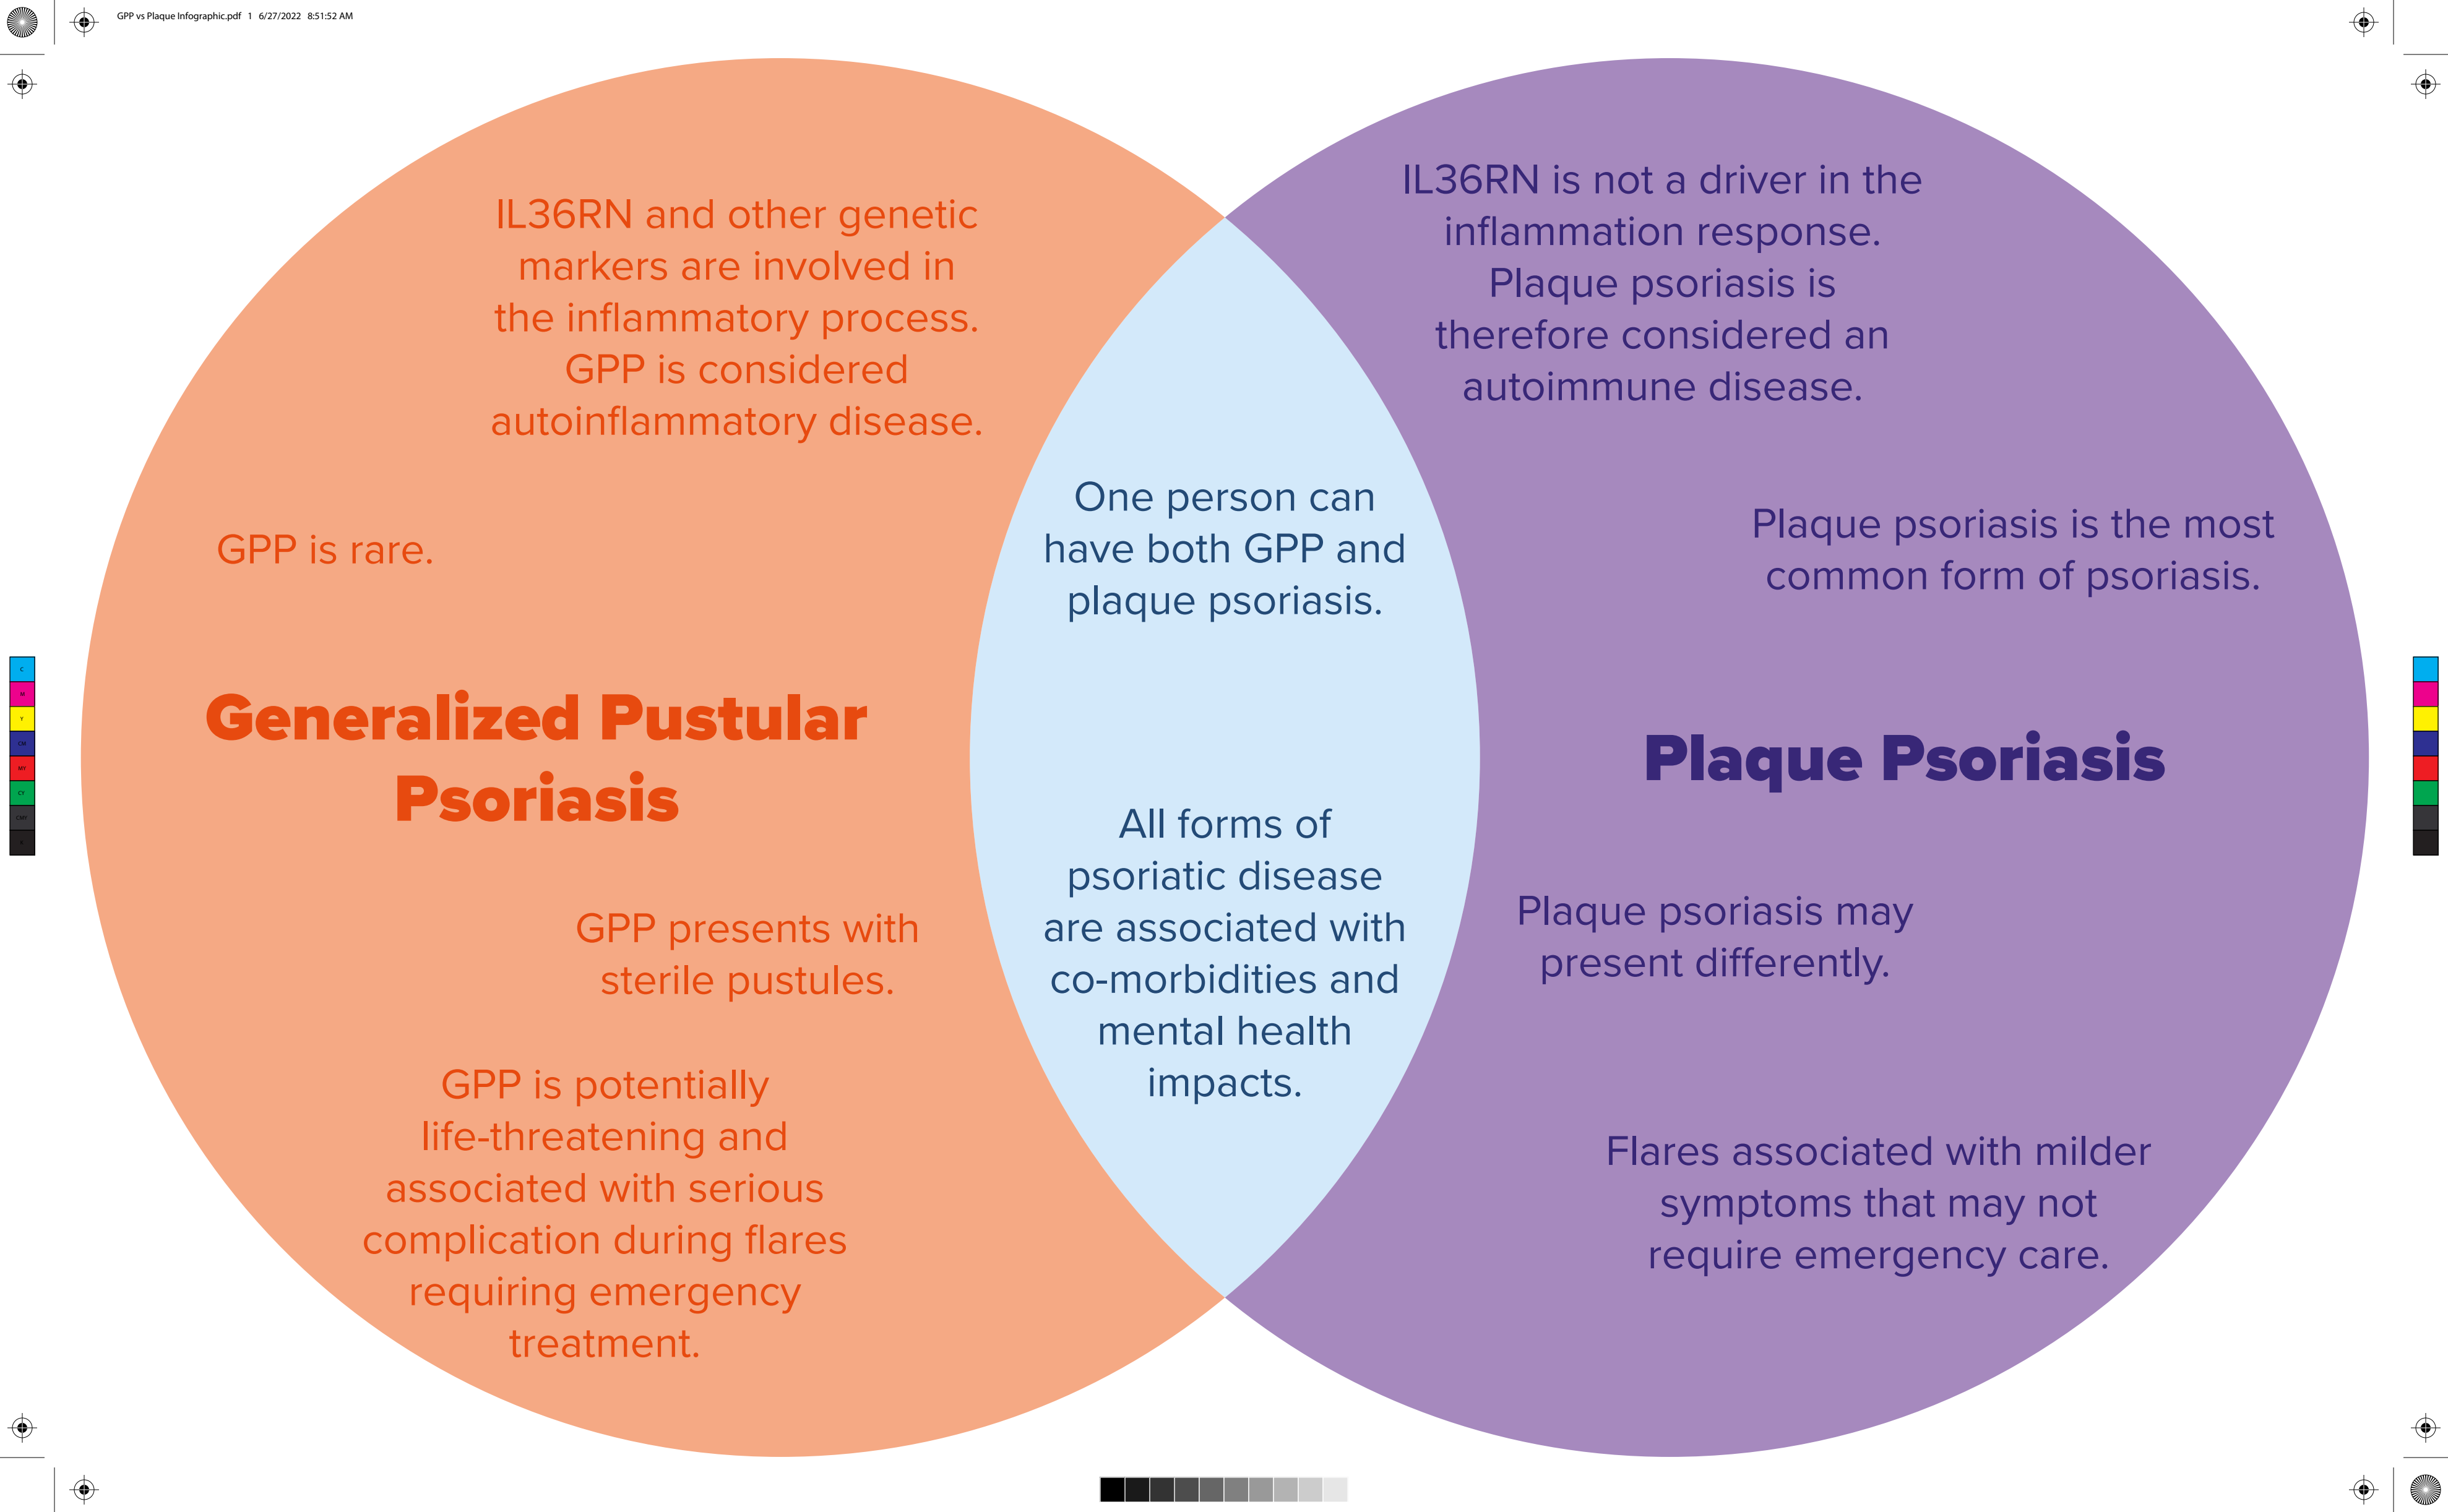 GPP vs Plaque Infographic.pdf 1 6/27/2022 8:51:52 AM
IL36RN and other genetic
markers are involved in
the inflammatory process.
GPP is considered
autoinflammatory disease.
GPP is rare.
Generalized Pustular
Psoriasis
GPP presents with
sterile pustules.
GPP is potentially
life-threatening and
associated with serious
complication during flares
requiring emergency
treatment.
One person can
have both GPP and
plaque psoriasis.
All forms of
psoriatic disease
are associated with
co-morbidities and
mental health
impacts.
IL36RN is not a driver in the
inflammation response.
Plaque psoriasis is
therefore considered an
autoimmune disease.
Plaque psoriasis is the most
common form of psoriasis.
Plaque Psoriasis
Plaque psoriasis may
present differently.
Flares associated with milder
symptoms that may not
require emergency care.
C
M
Y
CM
MY
CY
CMY
K